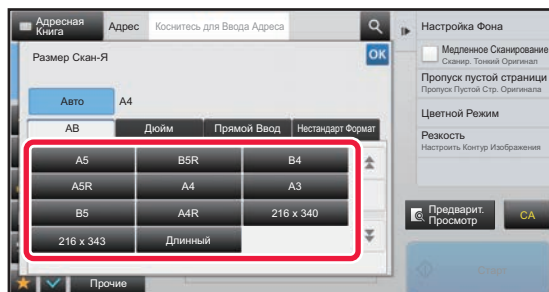 Адресная
Книга
Адрес
Коснитесь для Ввода Адреса
Размер Скан-Я
OK
Авто
A4
AB
Дюйм
Прямой Ввод
Нестандарт Формат
A5
B5R
B4
A5R
A4
A3
B5
A4R
216 x 340
216 x 343
Длинный
Прочие
Настройка Фона
Медленное Сканирование
Сканир. Тонкий Оригинал
Пропуск пустой страници
Пропуск Пустой Стр. Оригинала
Цветной Режим
Резкость
Настроить Контур Изображения
Предварит.
Просмотр
CA